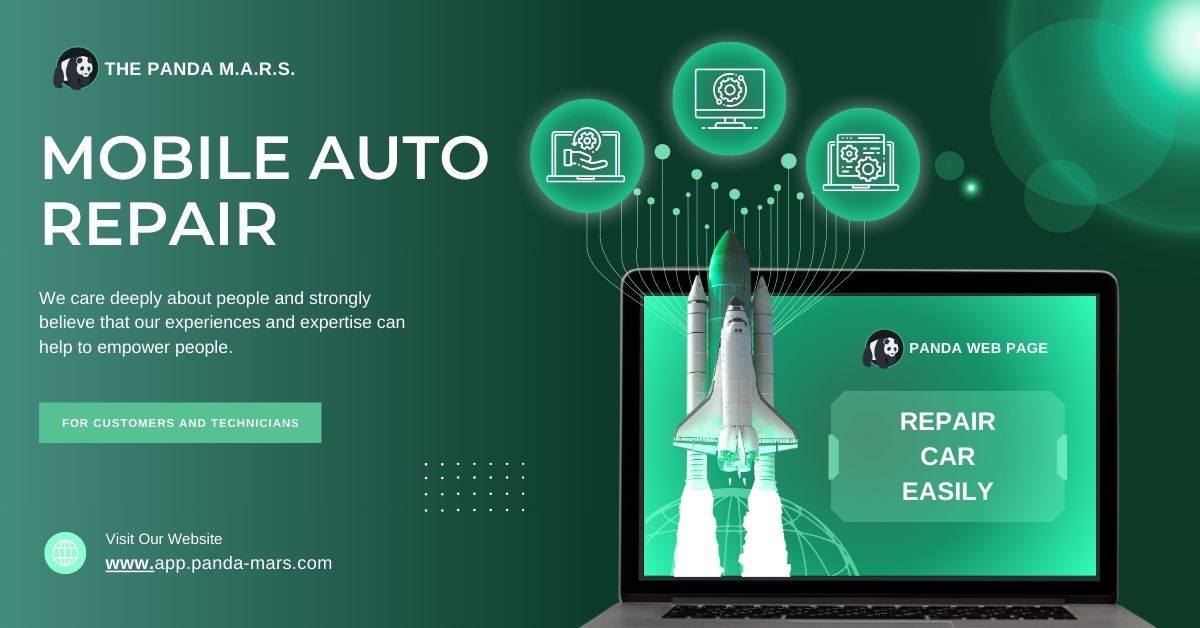 THE PANDA M.A.R.S.
MOBILE AUTO
REPAIR
We care deeply about people and strongly
believe that our experiences and expertise can
help to empower people.
FOR CUSTOMERS AND TECHNICIANS
Visit Our Website
www.app.panda-mars.com
PANDA WEB PAGE
REPAIR
CAR
EASILY